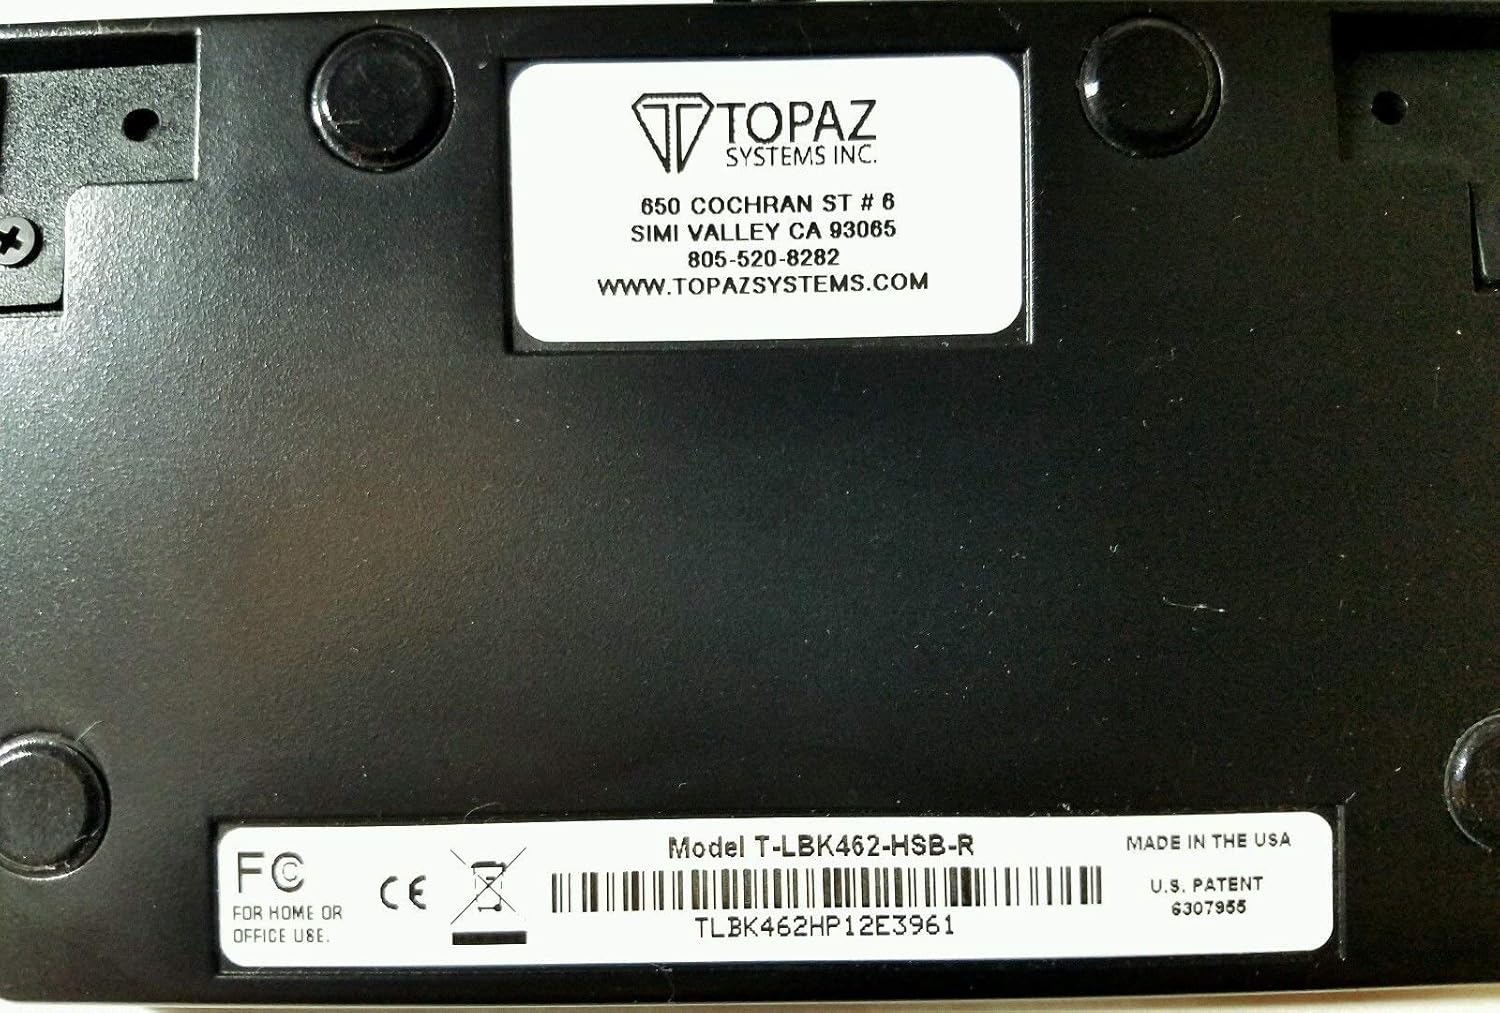 TOPAZ
SYSTEMS INC.
650 COCHRAN ST # 6
SIMI VALLEY CA 93065
805-520-8282
WWW.TOPAZSYSTEMS.COM
FC
FOR HOME OR
OFFICE USE.
CE
Model T-LBK462-HSB-R
TLBK462HP12E3961
MADE IN THE USA
U.S. PATENT
6307955